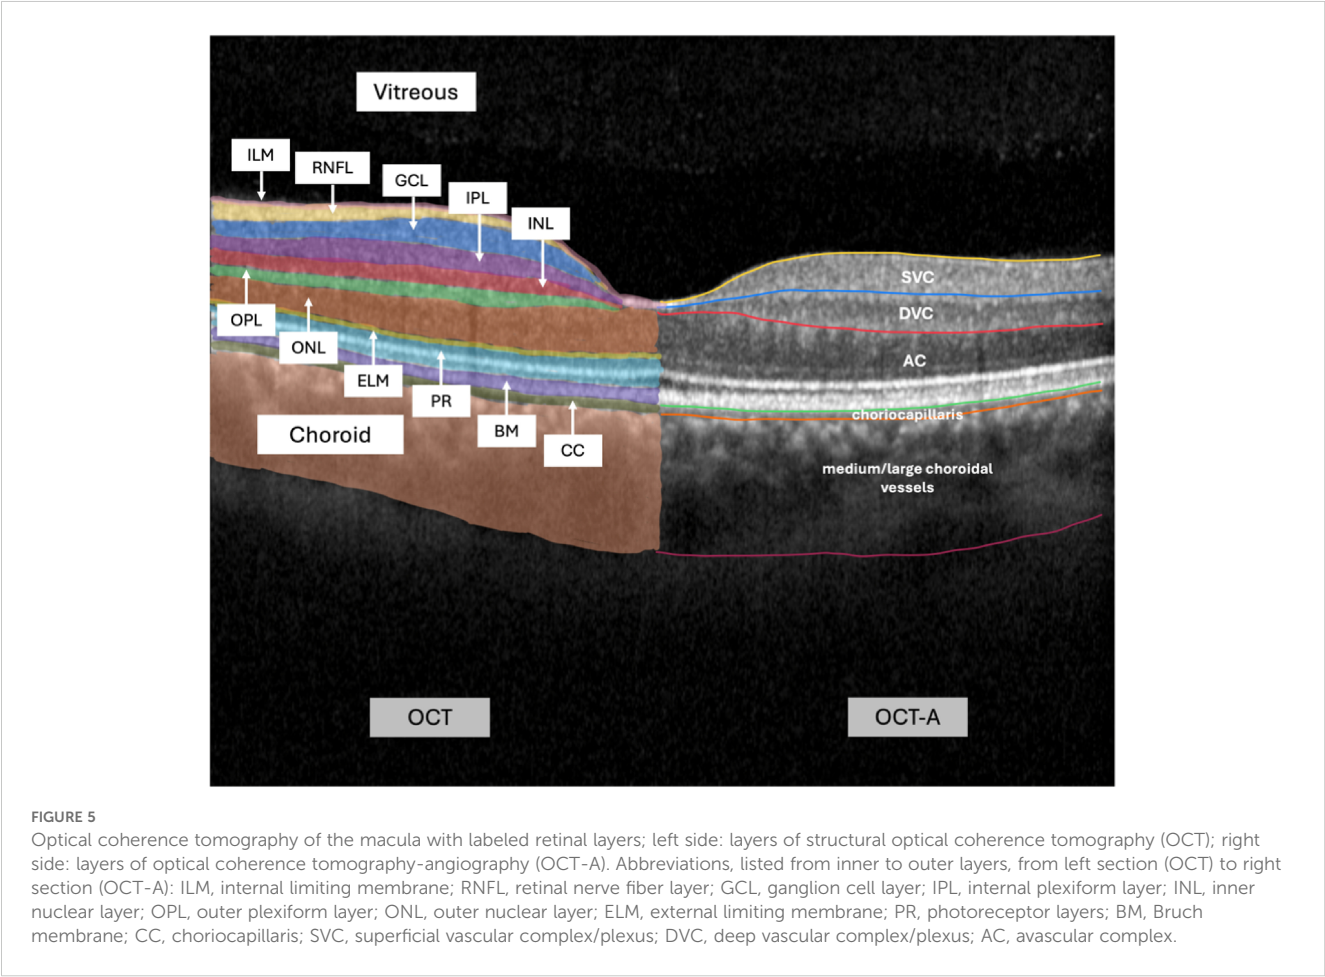 Vitreous
ILM
RNFL
GCL
IPL
INL
SVC
DVC
OPL
ONL
AC
ELM
PR
choriocapillaris
Choroid
BM
CC
medium/large choroidal
vessels
OCT
OCT-A
FIGURE 5
Optical coherence tomography of the macula with labeled retinal layers; left side: layers of structural optical coherence tomography (OCT); right
side: layers of optical coherence tomography-angiography (OCT-A). Abbreviations, listed from inner to outer layers, from left section (OCT) to right
section (OCT-A): ILM, internal limiting membrane; RNFL, retinal nerve fiber layer; GCL, ganglion cell layer; IPL, internal plexiform layer; INL, inner
nuclear layer; OPL, outer plexiform layer; ONL, outer nuclear layer; ELM, external limiting membrane; PR, photoreceptor layers; BM, Bruch
membrane; CC, choriocapillaris; SVC, superficial vascular complex/plexus; DVC, deep vascular complex/plexus; AC, avascular complex.